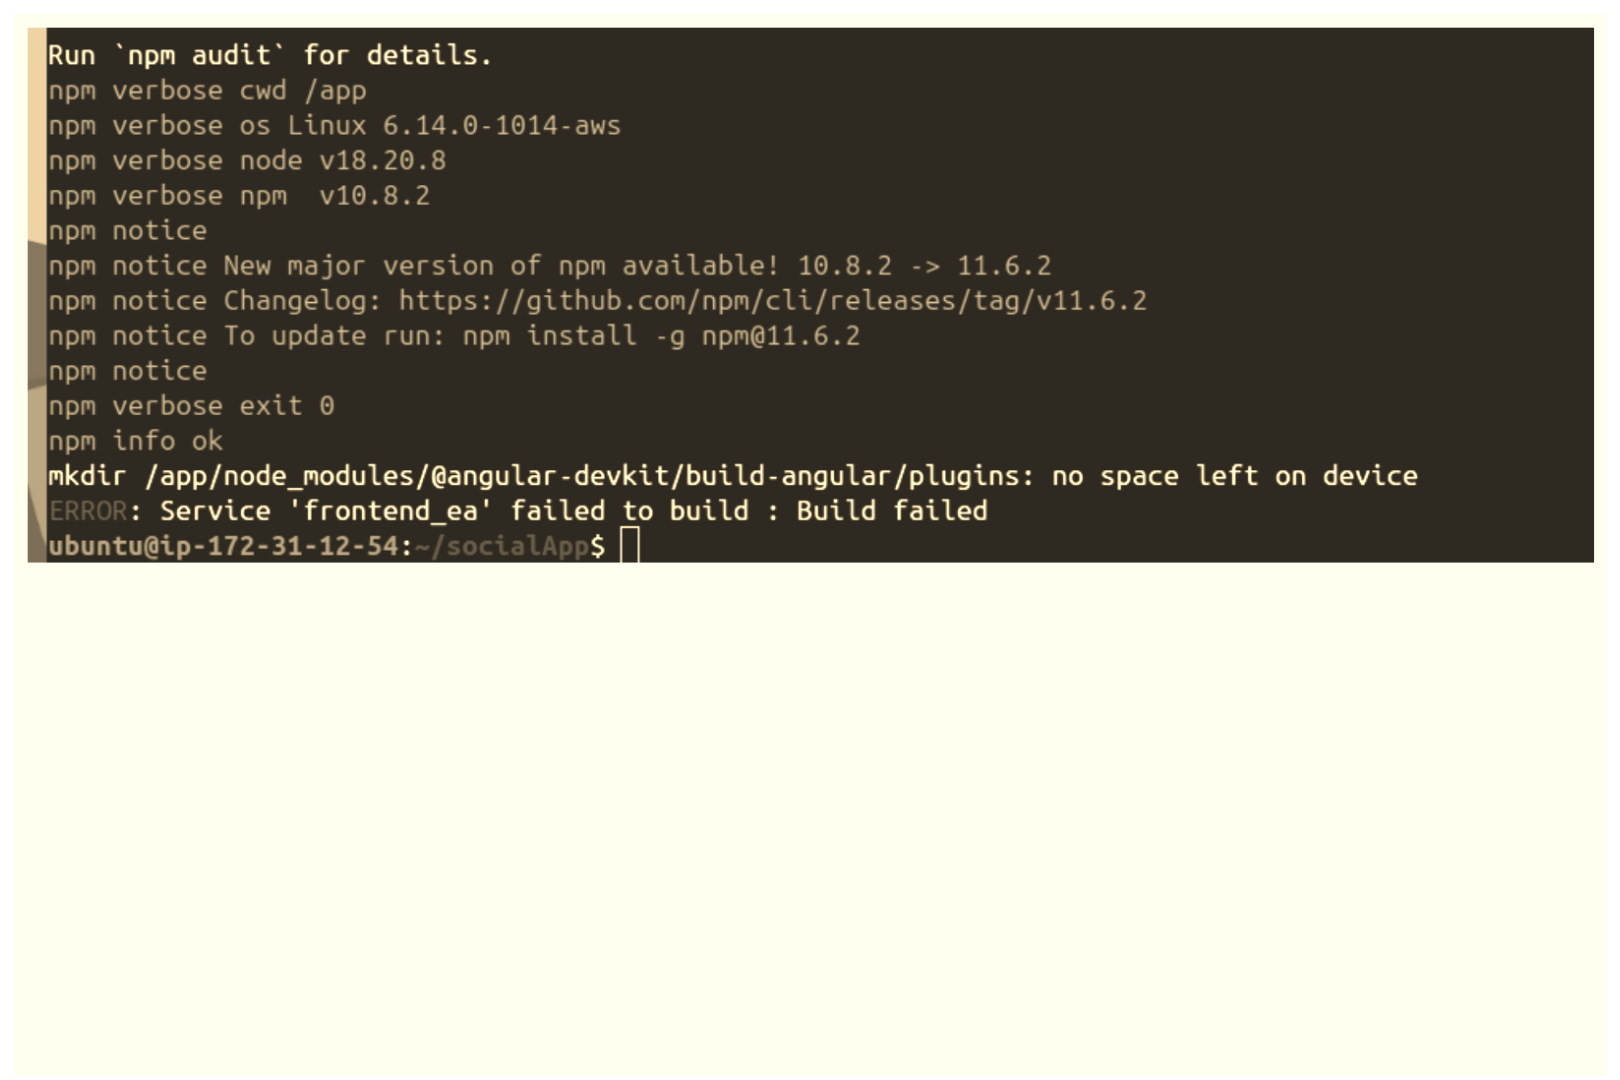 Run `npm audit` for details.
npm verbose cwd /app
npm verbose os Linux 6.14.0-1014-aws
npm verbose node v18.20.8
npm verbose npm  v10.8.2
npm notice
npm notice New major version of npm available! 10.8.2 -> 11.6.2
npm notice Changelog: https://github.com/npm/cli/releases/tag/v11.6.2
npm notice To update run: npm install -g npm@11.6.2
npm notice
npm verbose exit 0
npm info ok
mkdir /app/node_modules/@angular-devkit/build-angular/plugins: no space left on device
ERROR: Service 'frontend_ea' failed to build : Build failed
ubuntu@ip-172-31-12-54:~/socialApp$